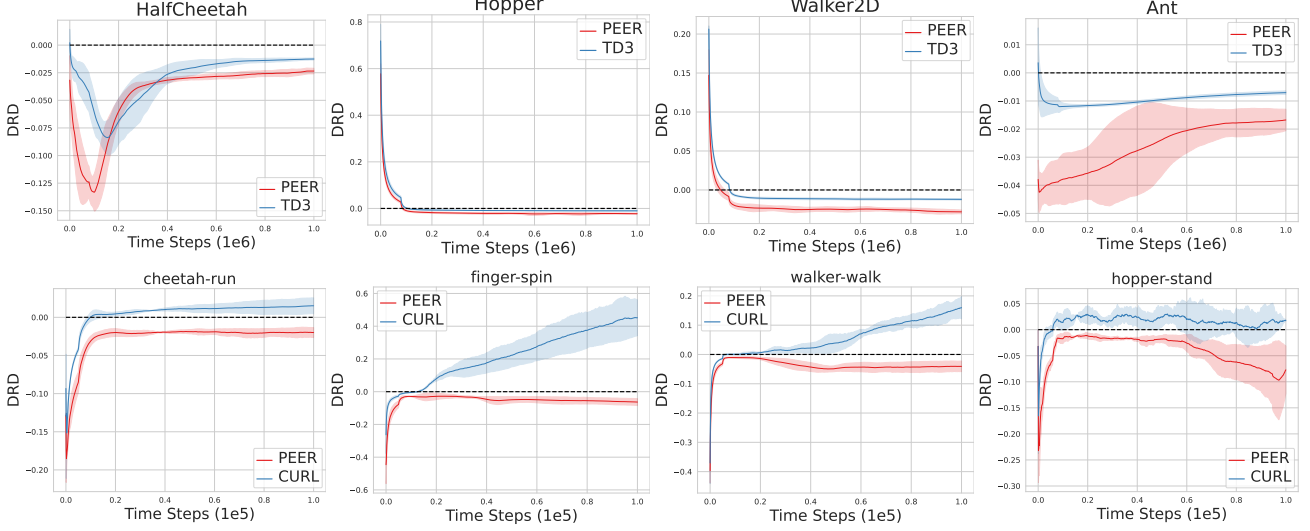 HalfCheetah
0.000
−0.025
−0.050
−0.075
−0.100
−0.125
−0.150
DRD
PEER
TD3
0.0 0.2 0.4 0.6 0.8 1.0
Time Steps (1e6)
Hopper
0.8
0.6
0.4
0.2
0.0
DRD
PEER
TD3
0.0 0.2 0.4 0.6 0.8 1.0
Time Steps (1e6)
Walker2D
0.20
0.15
0.10
0.05
0.00
DRD
PEER
TD3
0.0 0.2 0.4 0.6 0.8 1.0
Time Steps (1e6)
Ant
0.01
0.00
−0.01
−0.02
−0.03
−0.04
−0.05
DRD
PEER
TD3
0.0 0.2 0.4 0.6 0.8 1.0
Time Steps (1e6)
cheetah-run
0.00
−0.05
−0.10
−0.15
−0.20
DRD
PEER
CURL
0.0 0.2 0.4 0.6 0.8 1.0
Time Steps (1e5)
finger-spin
0.6
0.4
0.2
0.0
−0.2
−0.4
−0.6
DRD
PEER
CURL
0.0 0.2 0.4 0.6 0.8 1.0
Time Steps (1e5)
walker-walk
0.2
0.1
0.0
−0.1
−0.2
−0.3
−0.4
DRD
PEER
CURL
0.0 0.2 0.4 0.6 0.8 1.0
Time Steps (1e5)
hopper-stand
0.05
0.00
−0.05
−0.10
−0.15
−0.20
−0.25
−0.30
DRD
PEER
CURL
0.0 0.2 0.4 0.6 0.8 1.0
Time Steps (1e5)